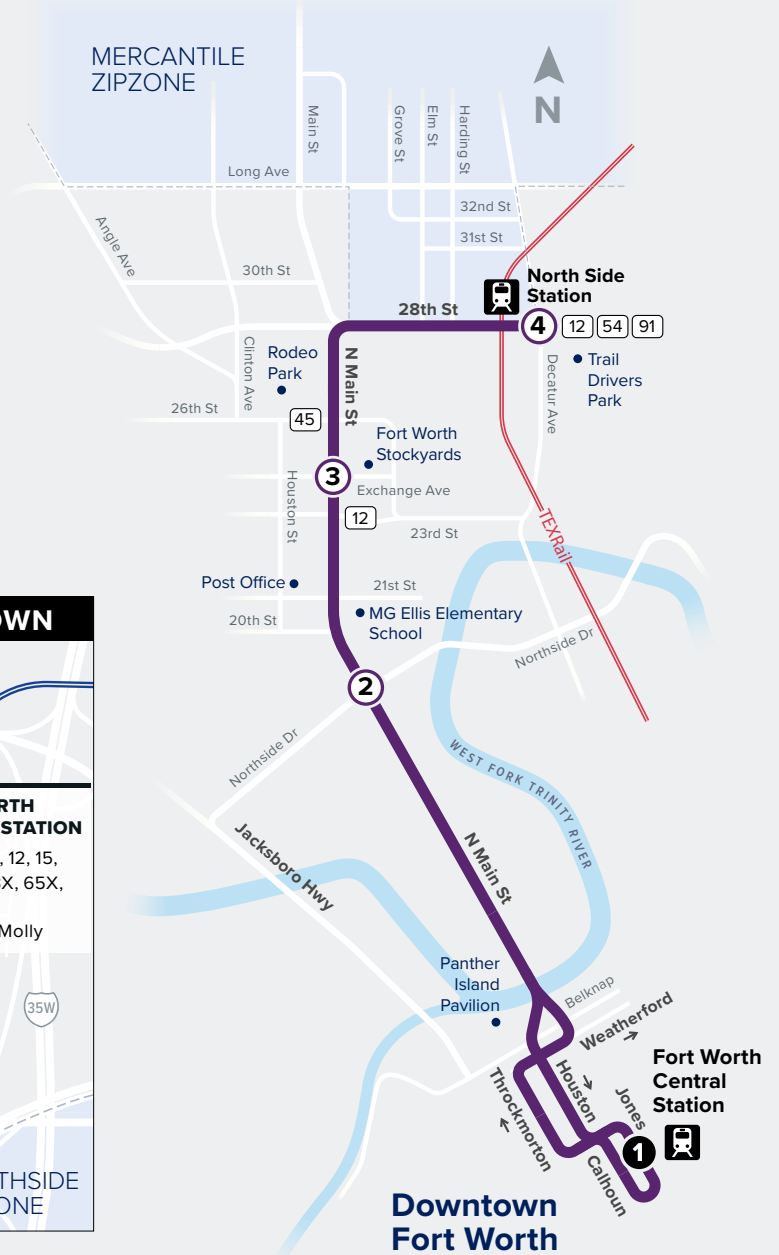 MERCANTILE
ZIPZONE
N
Main St
Grove St
Elm St
Harding St
Long Ave
32nd St
31st St
Angle Ave
30th St
North Side
Station
28th St
4
12
54
91
Rodeo
Park
Clinton Ave
N Main St
Decatur Ave
Trail
Drivers
Park
26th St
45
Fort Worth
Stockyards
3
Exchange Ave
Houston St
12
23rd St
TEXRail
Post Office
21st St
20th St
MG Ellis Elementary
School
Northside Dr
2
Northside Dr
WEST FORK TRINITY RIVER
Jacksboro Hwy
N Main St
OWN
RTH
STATION
, 12, 15,
X, 65X,
Molly
35W
THSIDE
ONE
Panther
Island
Pavilion
Belknap
Weatherford
Fort Worth
Central
Station
Houston
Jones
Throckmorton
1
Calhoun
Downtown
Fort Worth